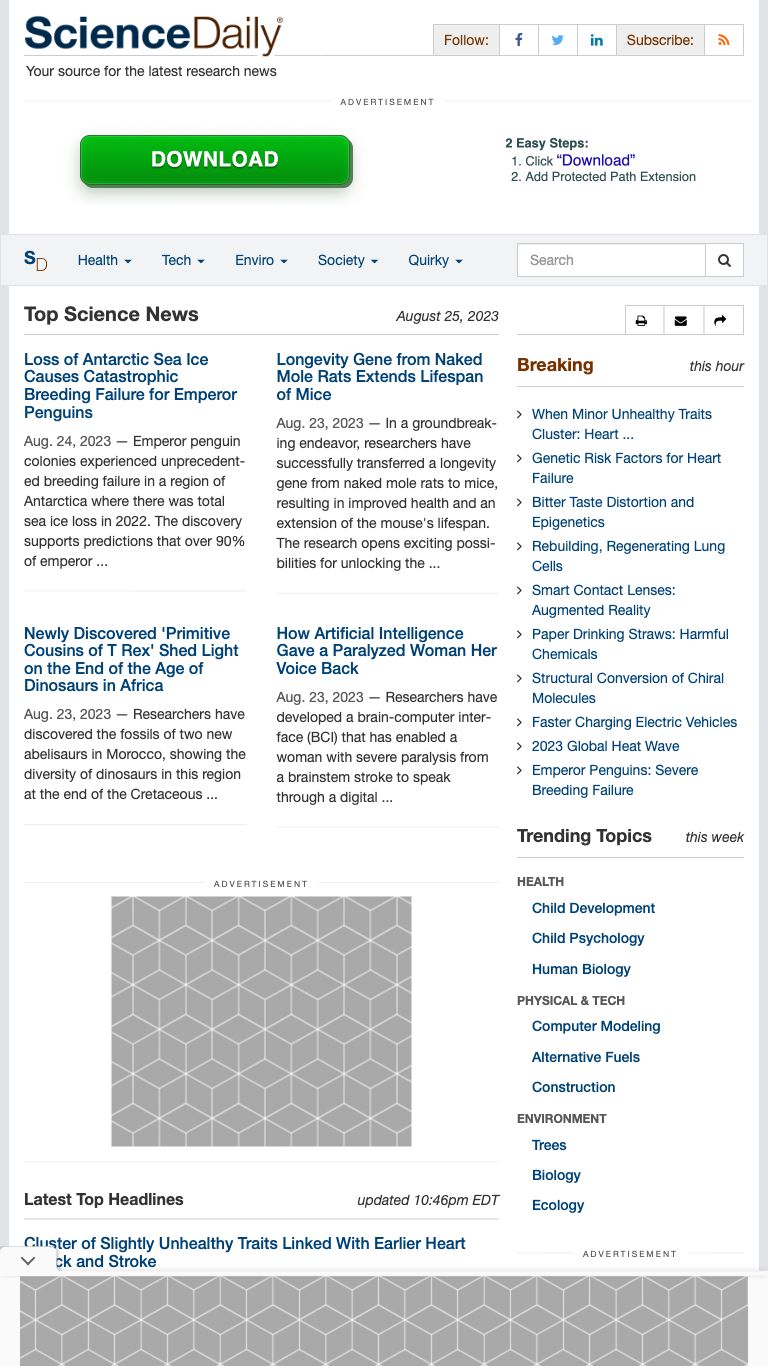 ScienceDaily®
Your source for the latest research news
Follow:
Subscribe:
ADVERTISEMENT
DOWNLOAD
2 Easy Steps:
1. Click “Download”
2. Add Protected Path Extension
SD
Health
Tech
Enviro
Society
Quirky
Search
Top Science News
August 25, 2023
Loss of Antarctic Sea Ice
Causes Catastrophic
Breeding Failure for Emperor
Penguins
Aug. 24, 2023 — Emperor penguin
colonies experienced unprecedent-
ed breeding failure in a region of
Antarctica where there was total
sea ice loss in 2022. The discovery
supports predictions that over 90%
of emperor ...
Longevity Gene from Naked
Mole Rats Extends Lifespan
of Mice
Aug. 23, 2023 — In a groundbreak-
ing endeavor, researchers have
successfully transferred a longevity
gene from naked mole rats to mice,
resulting in improved health and an
extension of the mouse's lifespan.
The research opens exciting possi-
bilities for unlocking the ...
Newly Discovered 'Primitive
Cousins of T Rex' Shed Light
on the End of the Age of
Dinosaurs in Africa
Aug. 23, 2023 — Researchers have
discovered the fossils of two new
abelisaurs in Morocco, showing the
diversity of dinosaurs in this region
at the end of the Cretaceous ...
How Artificial Intelligence
Gave a Paralyzed Woman Her
Voice Back
Aug. 23, 2023 — Researchers have
developed a brain-computer inter-
face (BCI) that has enabled a
woman with severe paralysis from
a brainstem stroke to speak
through a digital ...
ADVERTISEMENT
Latest Top Headlines
updated 10:46pm EDT
Cluster of Slightly Unhealthy Traits Linked With Earlier Heart
ck and Stroke
Breaking
this hour
When Minor Unhealthy Traits
Cluster: Heart ...
Genetic Risk Factors for Heart
Failure
Bitter Taste Distortion and
Epigenetics
Rebuilding, Regenerating Lung
Cells
Smart Contact Lenses:
Augmented Reality
Paper Drinking Straws: Harmful
Chemicals
Structural Conversion of Chiral
Molecules
Faster Charging Electric Vehicles
2023 Global Heat Wave
Emperor Penguins: Severe
Breeding Failure
Trending Topics
this week
HEALTH
Child Development
Child Psychology
Human Biology
PHYSICAL & TECH
Computer Modeling
Alternative Fuels
Construction
ENVIRONMENT
Trees
Biology
Ecology
ADVERTISEMENT